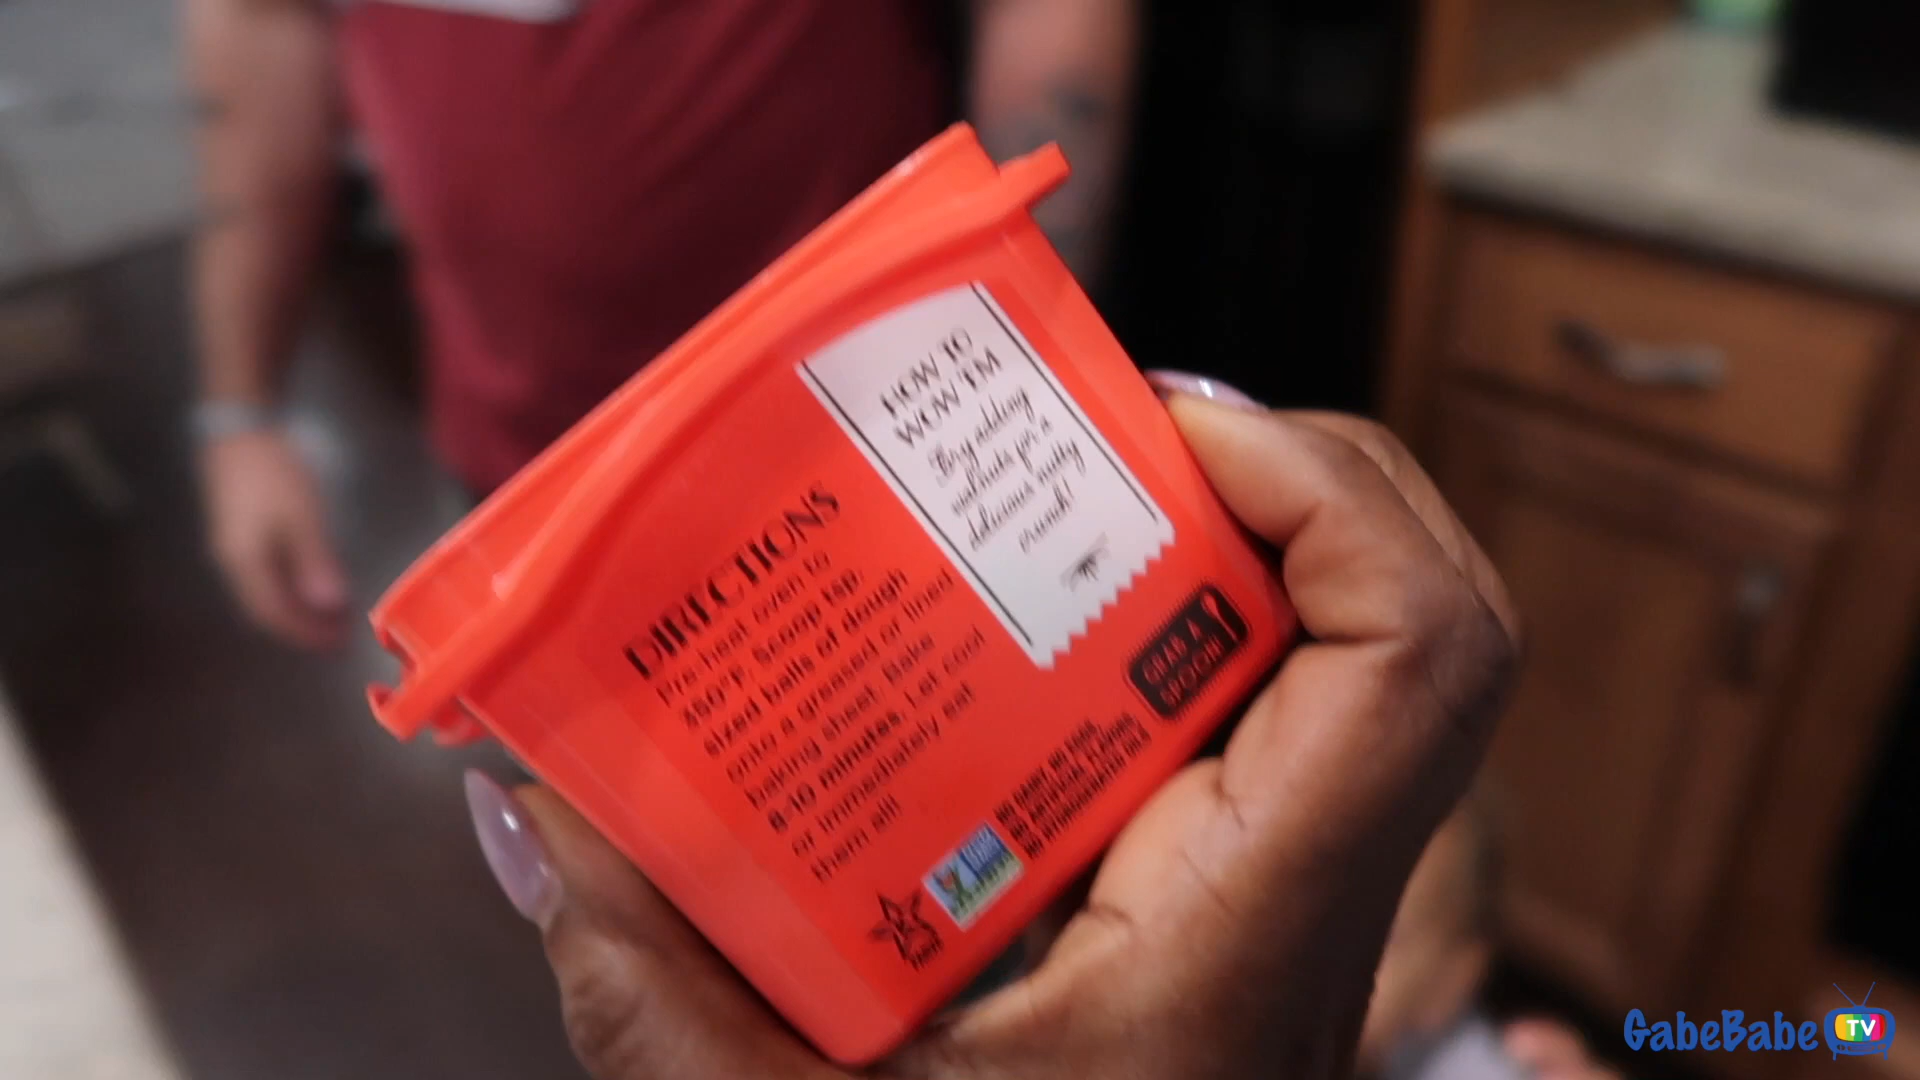 HOW TO
WOW 'EM
Try adding
walnuts for a
delicious nutty
crunch!
DIRECTIONS
Pre-heat oven to
350°F. Scoop tsp.
sized balls of dough
onto a greased or lined
baking sheet. Bake
8-10 minutes. Let cool
or immediately eat
them all!
GRAB A
SPOON
GabeBabe TV